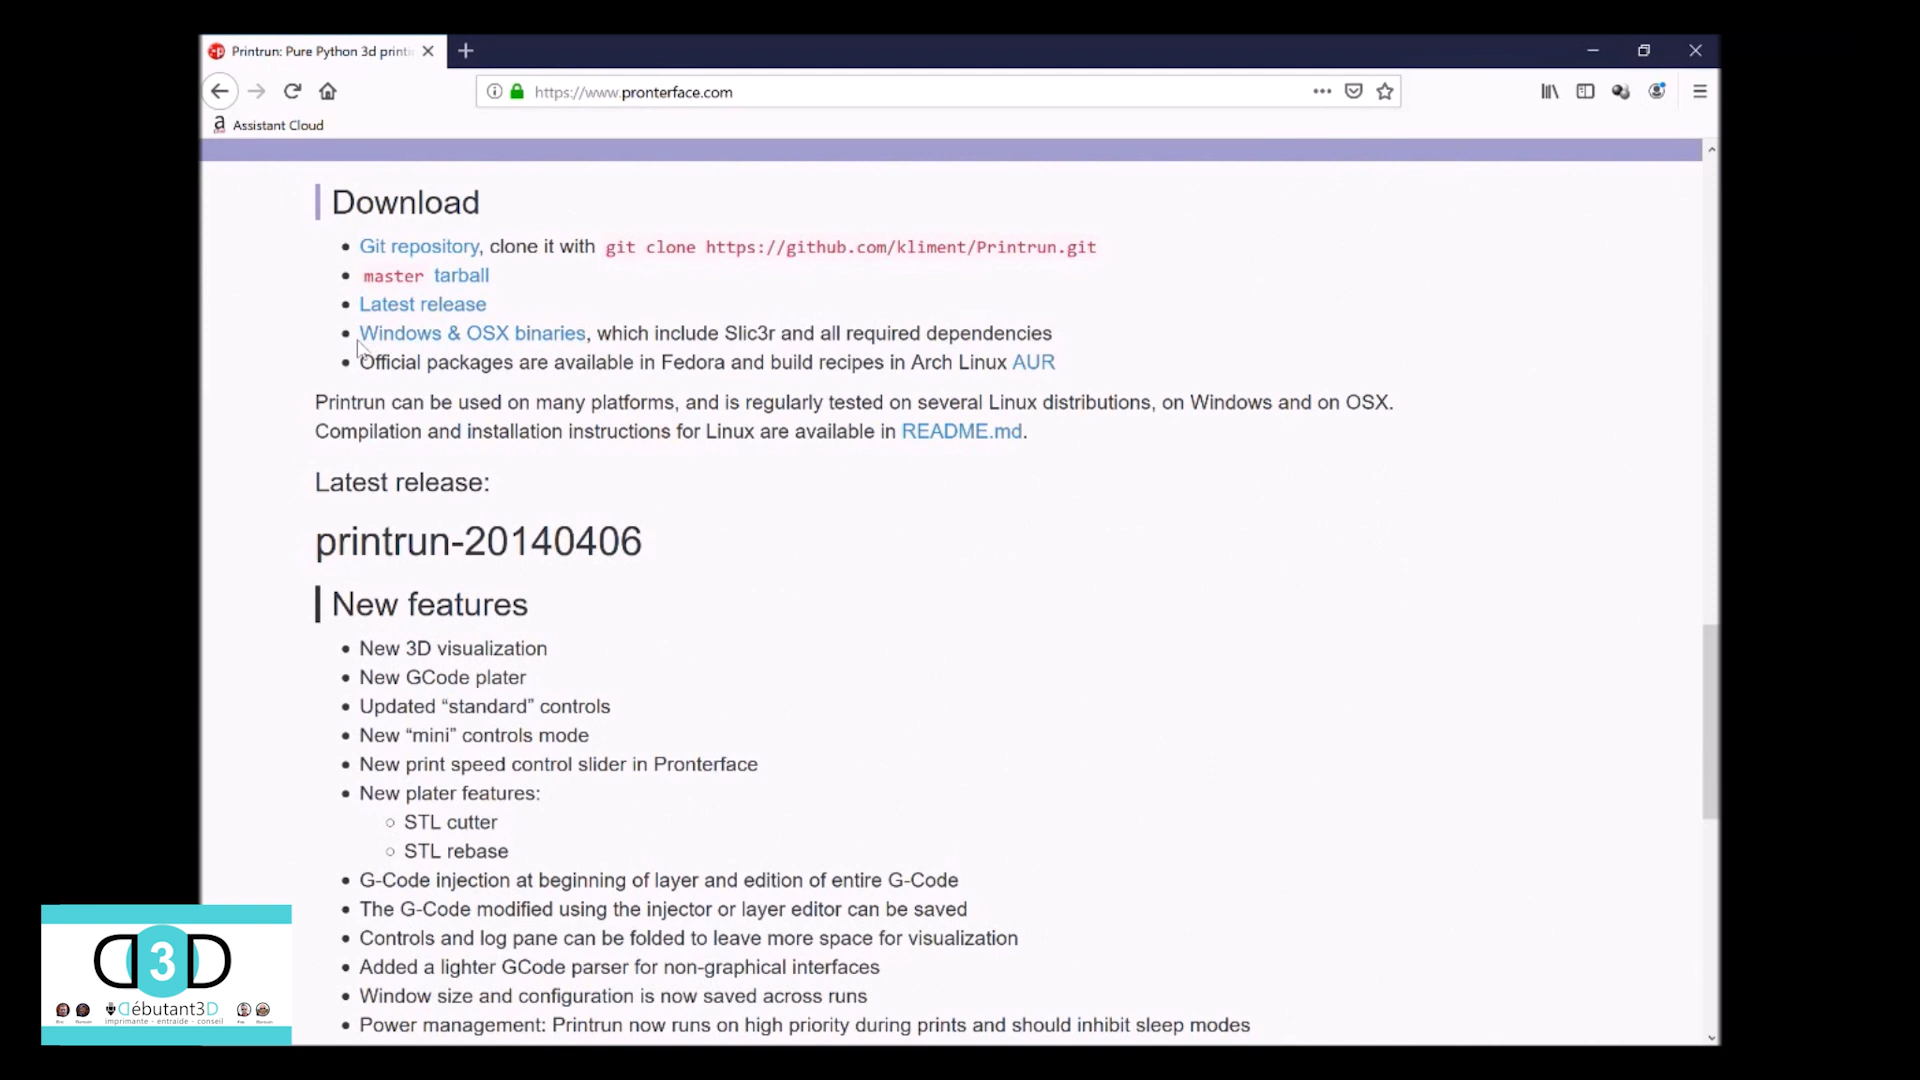 Printrun: Pure Python 3d printi
https://www.pronterface.com
a Assistant Cloud
Download
Git repository, clone it with git clone https://github.com/kliment/Printrun.git
master tarball
Latest release
Windows & OSX binaries, which include Slic3r and all required dependencies
Official packages are available in Fedora and build recipes in Arch Linux AUR
Printrun can be used on many platforms, and is regularly tested on several Linux distributions, on Windows and on OSX.
Compilation and installation instructions for Linux are available in README.md.
Latest release:
printrun-20140406
New features
New 3D visualization
New GCode plater
Updated “standard” controls
New “mini” controls mode
New print speed control slider in Pronterface
New plater features:
STL cutter
STL rebase
G-Code injection at beginning of layer and edition of entire G-Code
The G-Code modified using the injector or layer editor can be saved
Controls and log pane can be folded to leave more space for visualization
Added a lighter GCode parser for non-graphical interfaces
Window size and configuration is now saved across runs
Power management: Printrun now runs on high priority during prints and should inhibit sleep modes
D3D
Débutant3D
imprimante - entraide - conseil